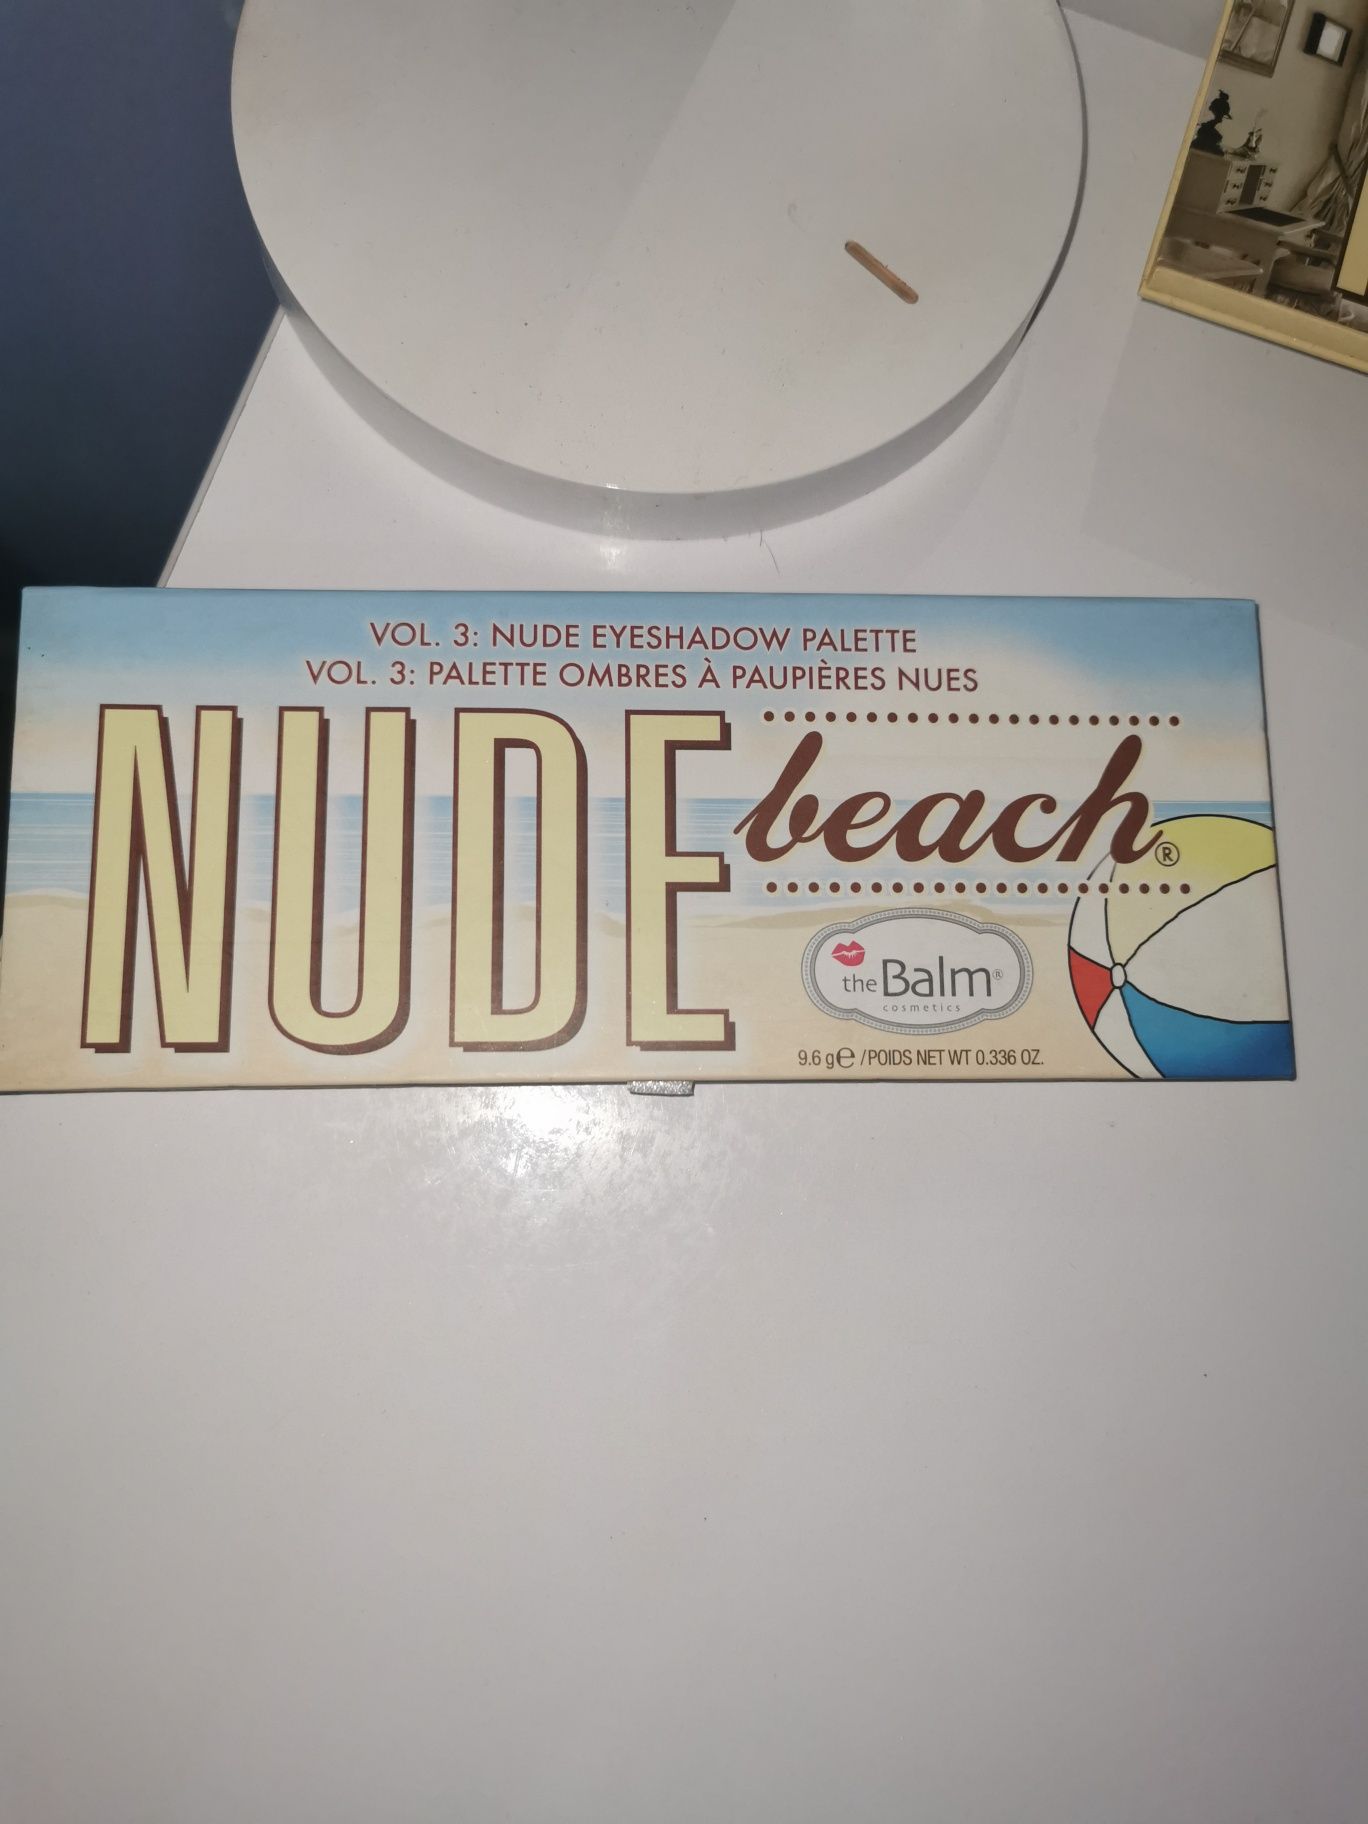 VOL. 3: NUDE EYESHADOW PALETTE
VOL. 3: PALETTE OMBRES À PAUPIÈRES NUES
NUDE beach®
the Balm®
cosmetics
9.6 g℮ /POIDS NET WT 0.336 OZ.